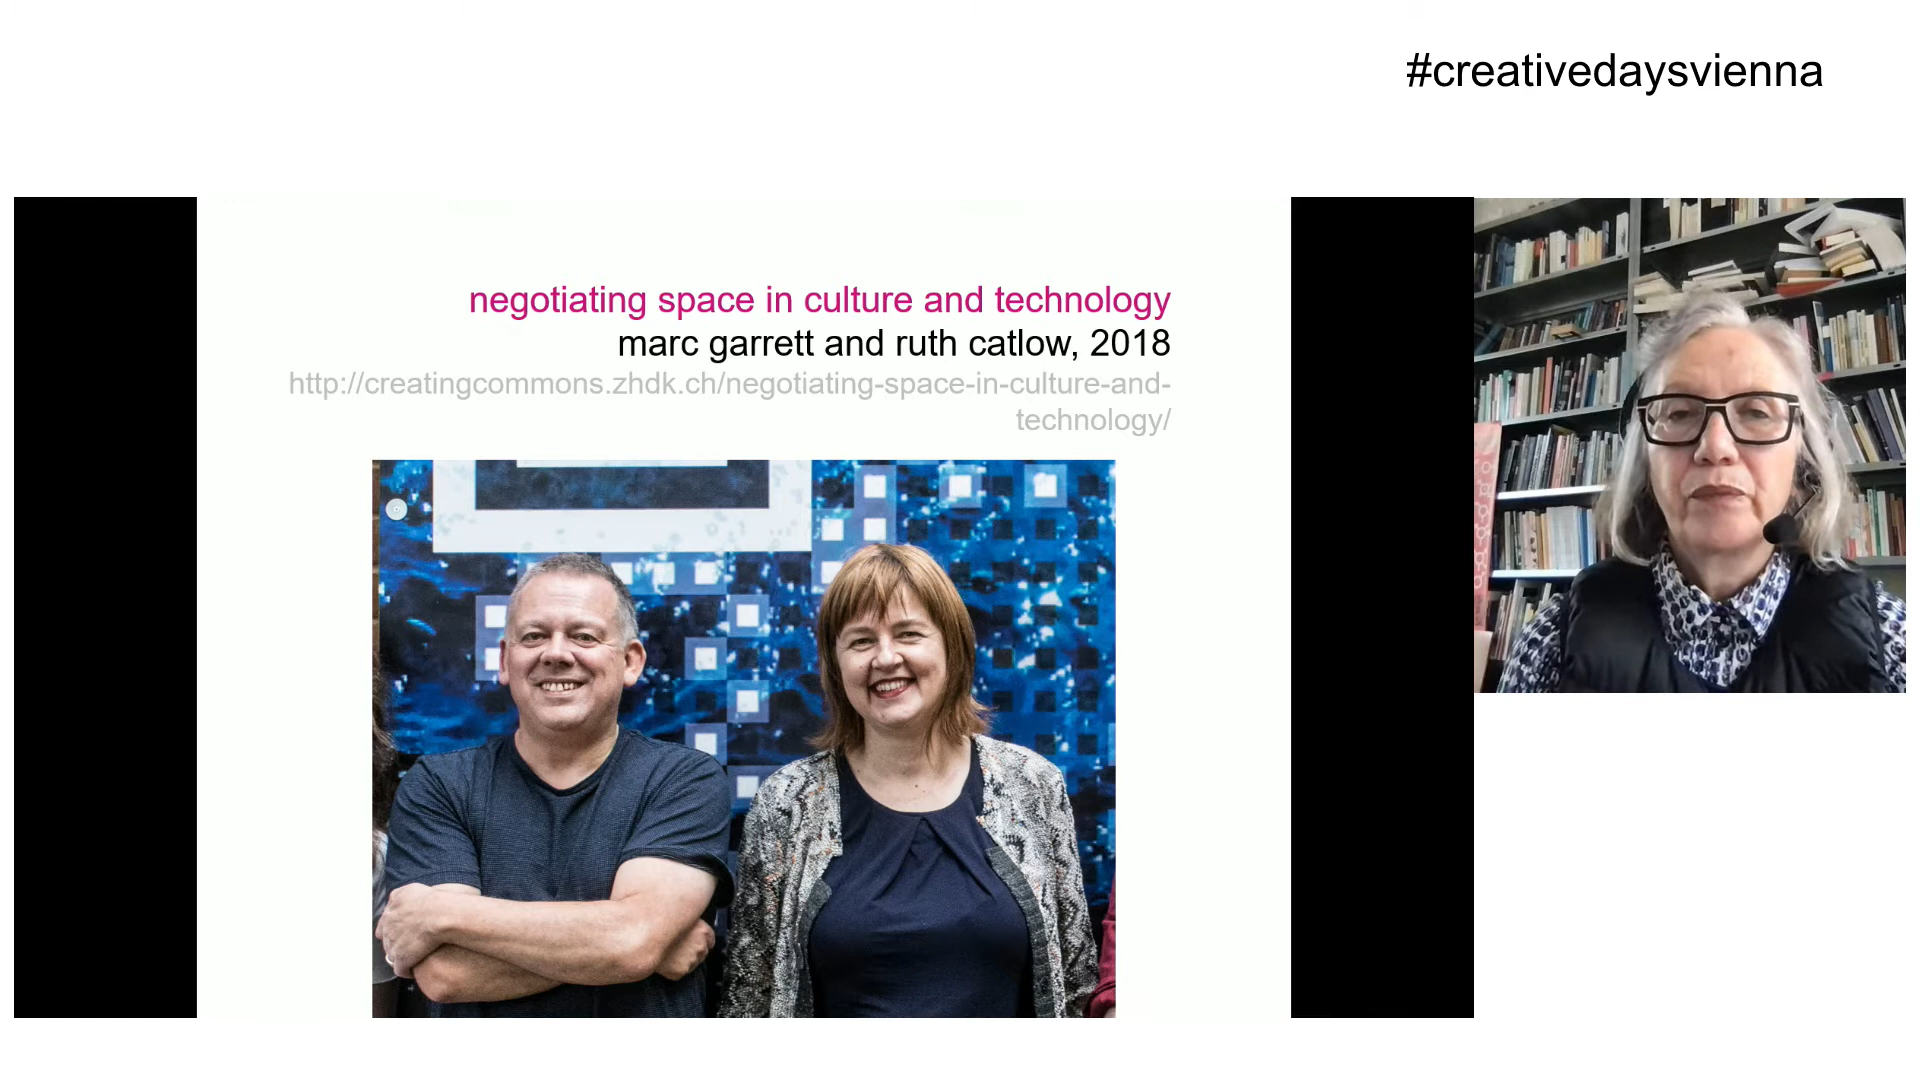 #creativedaysvienna
negotiating space in culture and technology
marc garrett and ruth catlow, 2018
http://creatingcommons.zhdk.ch/negotiating-space-in-culture-and-
technology/